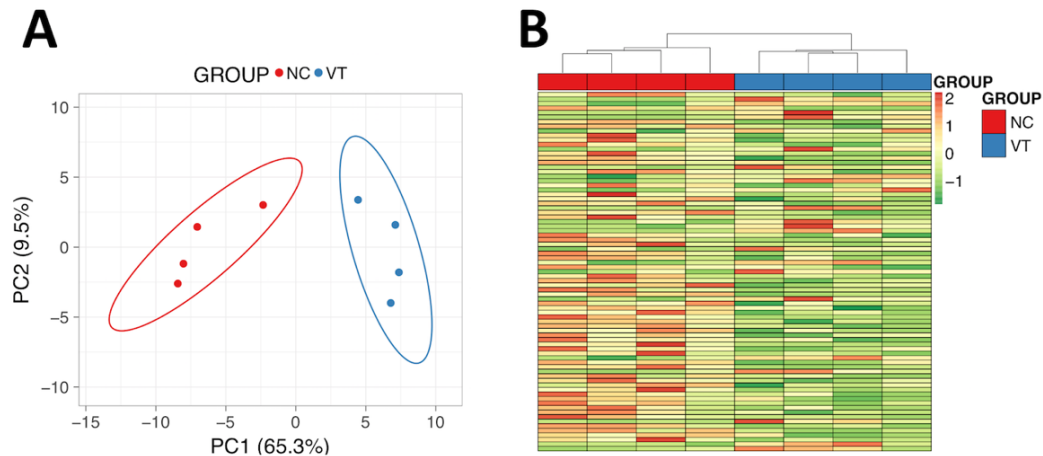 A
GROUP NC VT
10
5
0
−5
−10
PC2 (9.5%)
−15 −10 −5 0 5 10
PC1 (65.3%)
B
GROUP
2
1
0
−1
GROUP
NC
VT